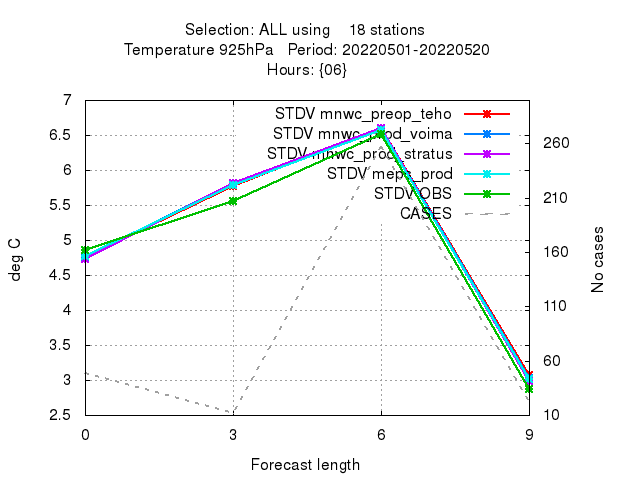 Selection: ALL using 18 stations
Temperature 925hPa Period: 20220501-20220520
Hours: {06}
STDV mnwc_preop_teho
STDV mnwc_prod_voima
STDV mnwc_prod_stratus
STDV meps_prod
STDV OBS
CASES
7
6.5
6
5.5
5
4.5
4
3.5
3
2.5
deg C
260
210
160
110
60
10
No cases
0 3 6 9
Forecast length